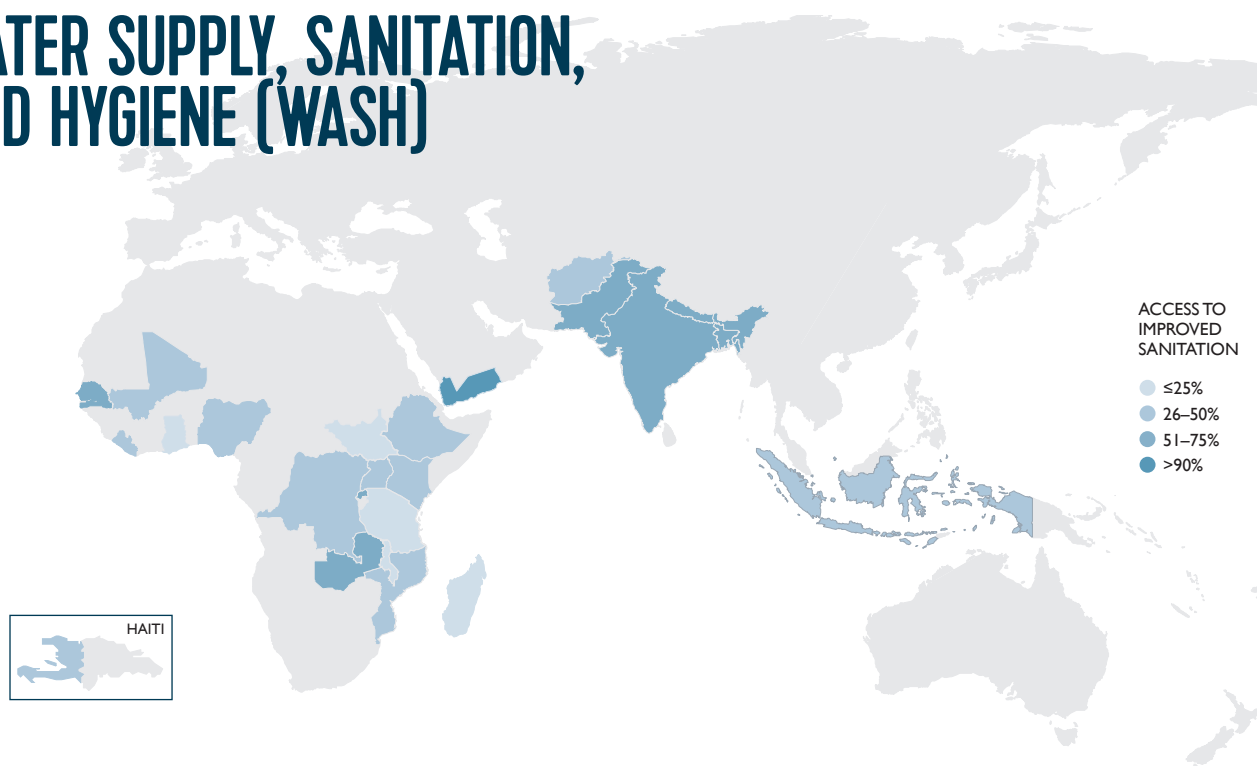 ATER SUPPLY, SANITATION,
D HYGIENE (WASH)
ACCESS TO
IMPROVED
SANITATION
≤25%
26–50%
51–75%
>90%
HAITI